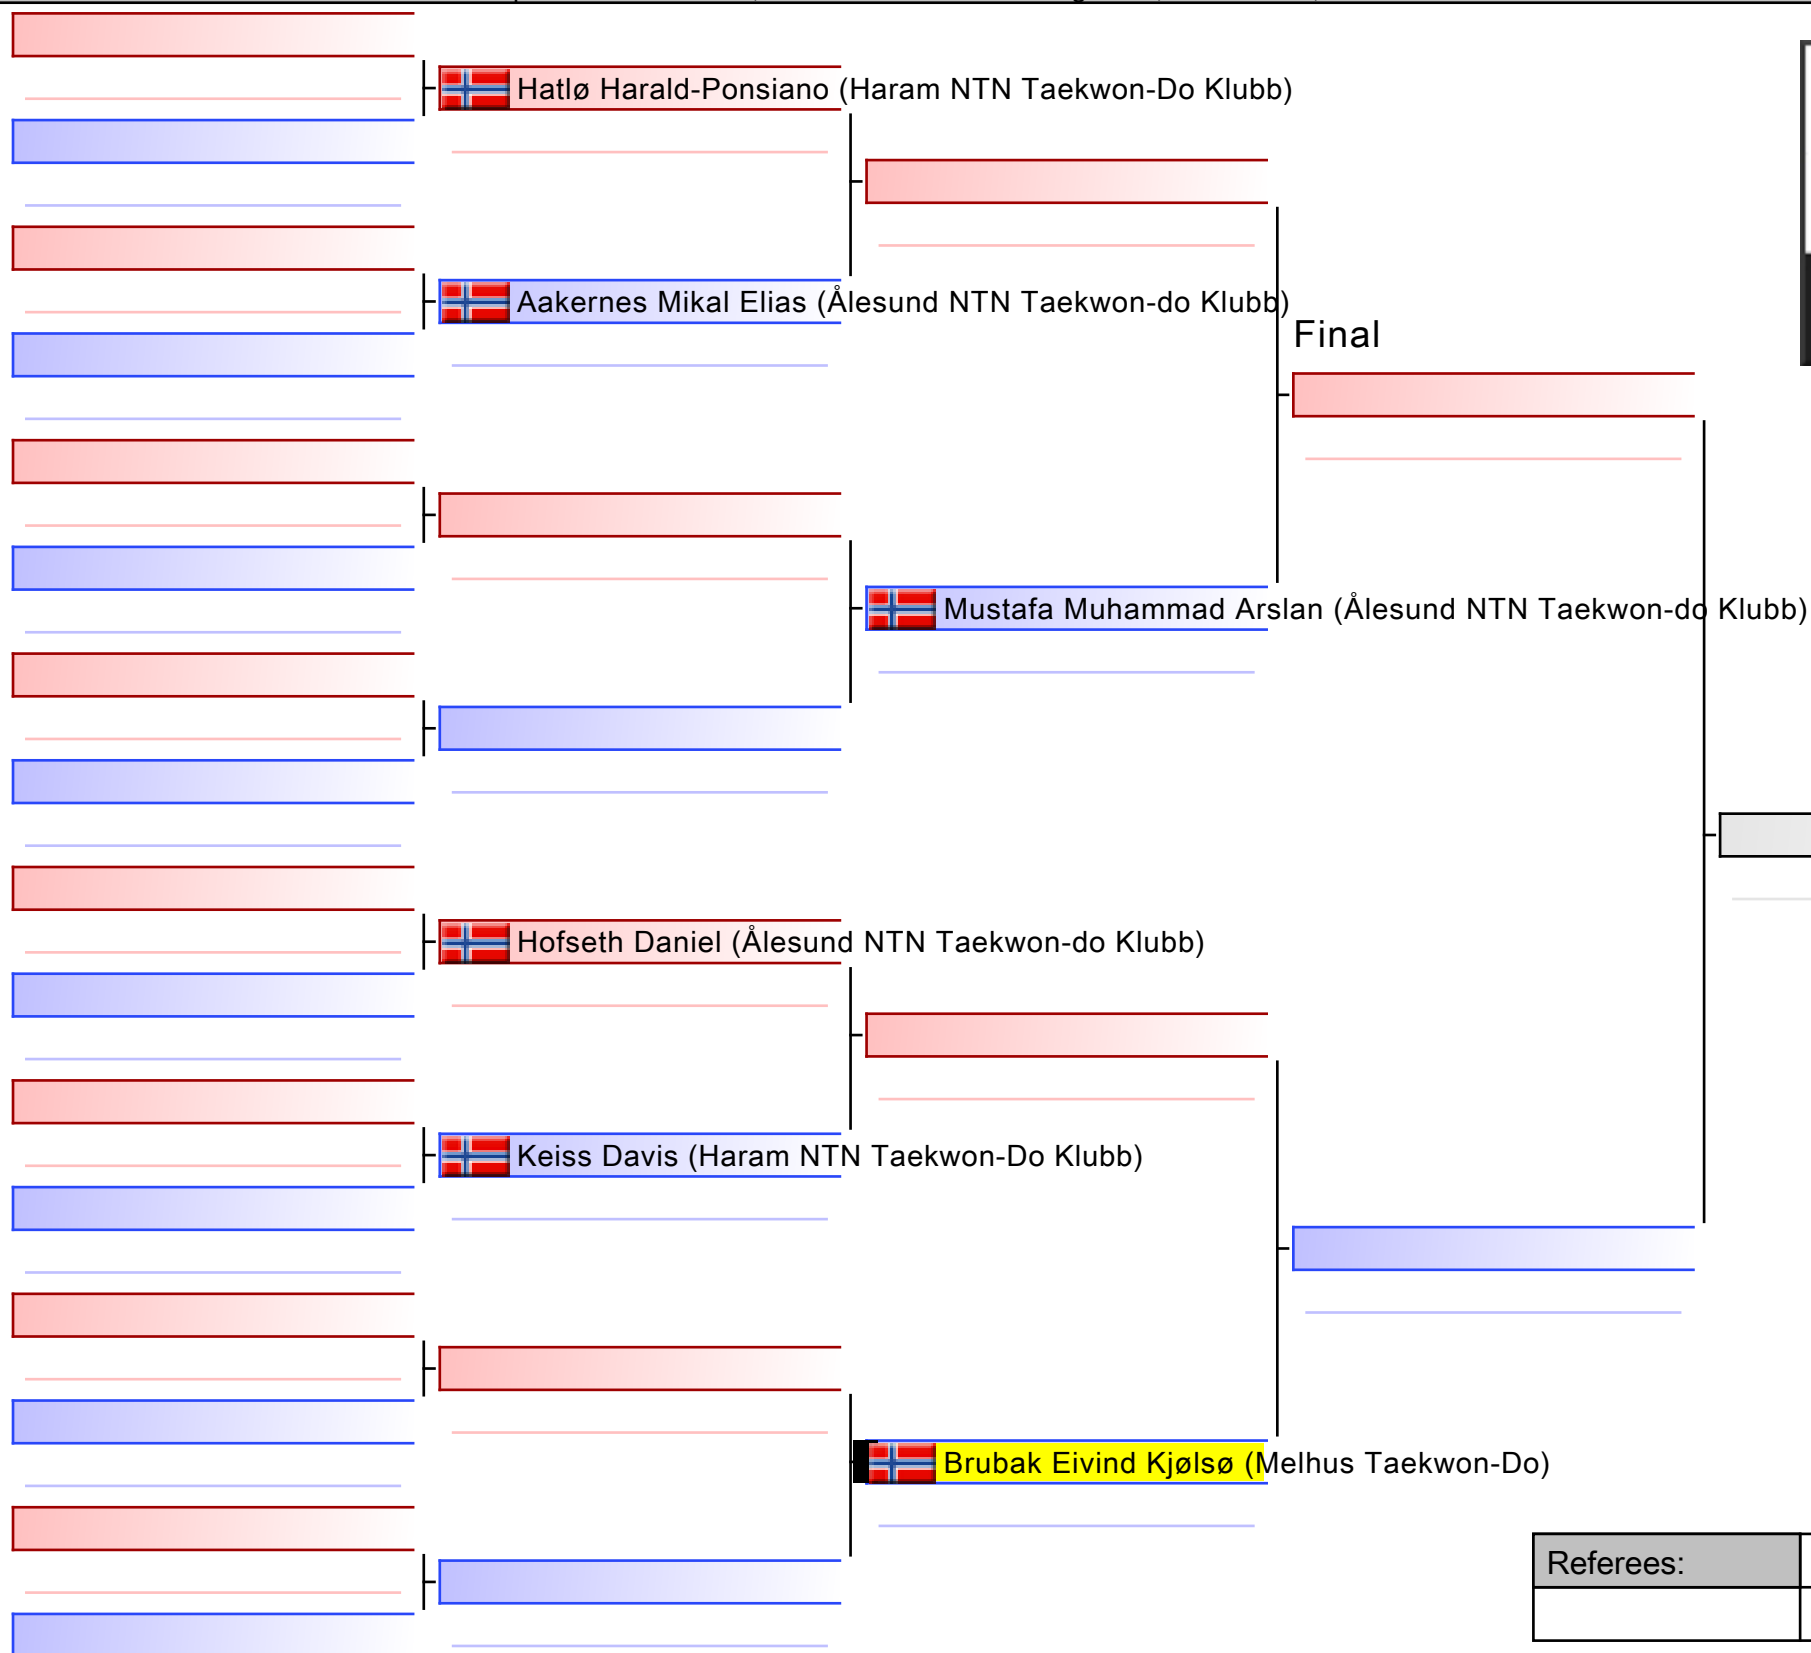 Hatlø Harald-Ponsiano (Haram NTN Taekwon-Do Klubb)
Aakernes Mikal Elias (Ålesund NTN Taekwon-do Klubb)
Final
Mustafa Muhammad Arslan (Ålesund NTN Taekwon-do Klubb)
Hofseth Daniel (Ålesund NTN Taekwon-do Klubb)
Keiss Davis (Haram NTN Taekwon-Do Klubb)
Brubak Eivind Kjølsø (Melhus Taekwon-Do)
Referees: